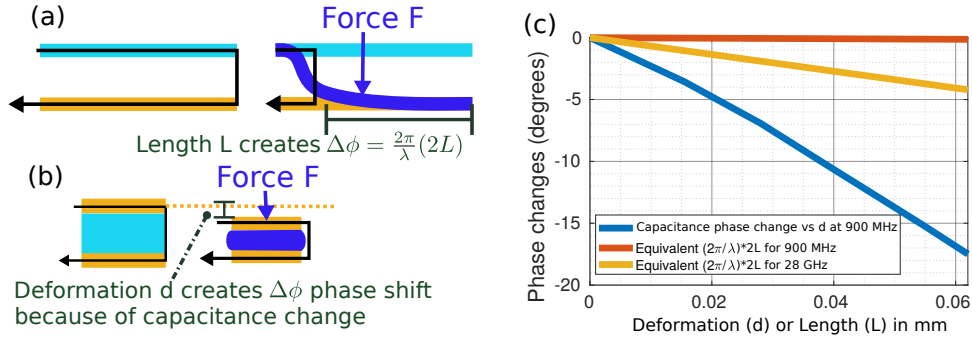 (a)
Force F
Length L creates Δϕ = 2π/λ (2L)
(b)
Force F
Deformation d creates Δϕ phase shift
because of capacitance change
(c)
Phase changes (degrees)
0
-5
-10
-15
-20
Capacitance phase change vs d at 900 MHz
Equivalent (2π/λ)*2L for 900 MHz
Equivalent (2π/λ)*2L for 28 GHz
0
0.02
0.04
0.06
Deformation (d) or Length (L) in mm